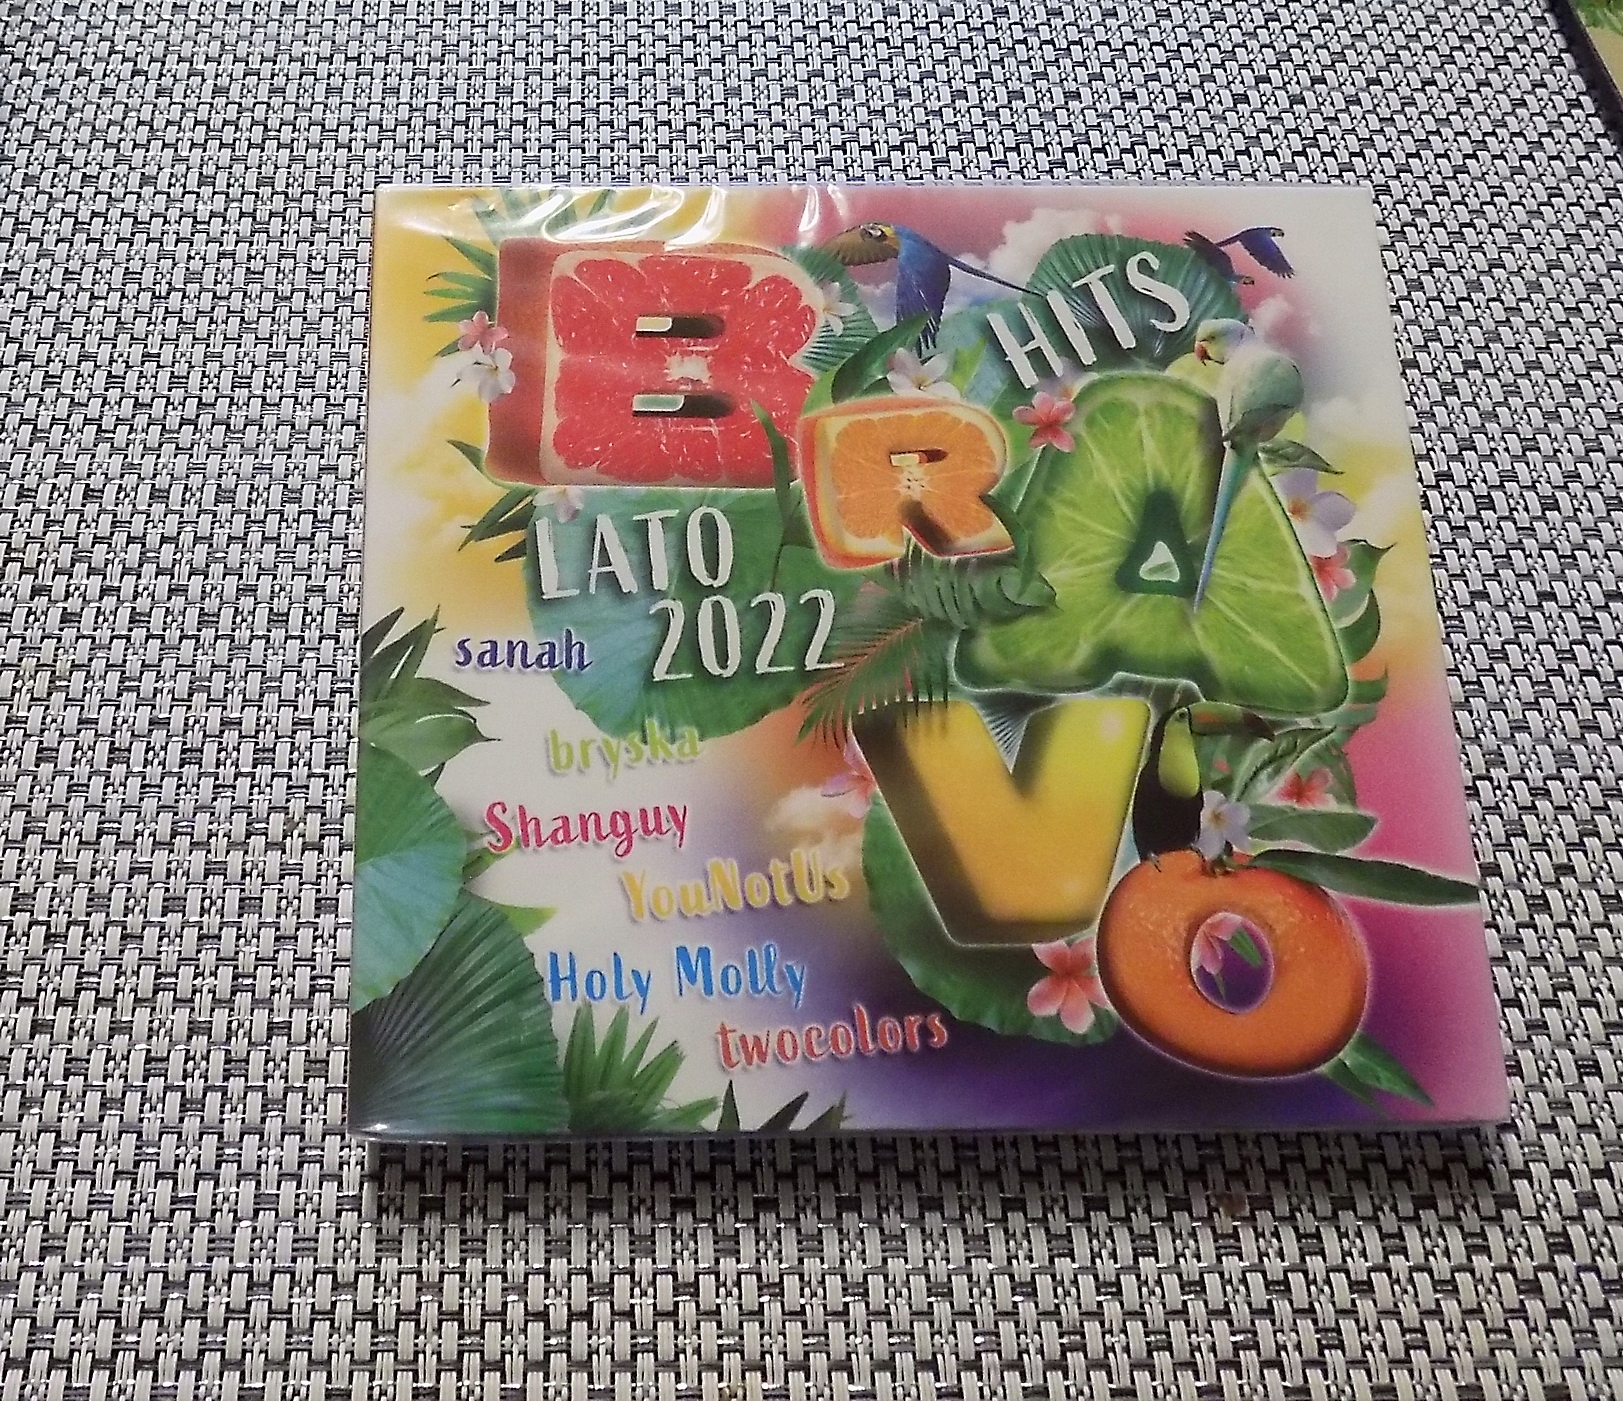 BRAVO
HITS
LATO
2022
sanah
bryska
Shanguy
YouNotUs
Holy Molly
twocolors